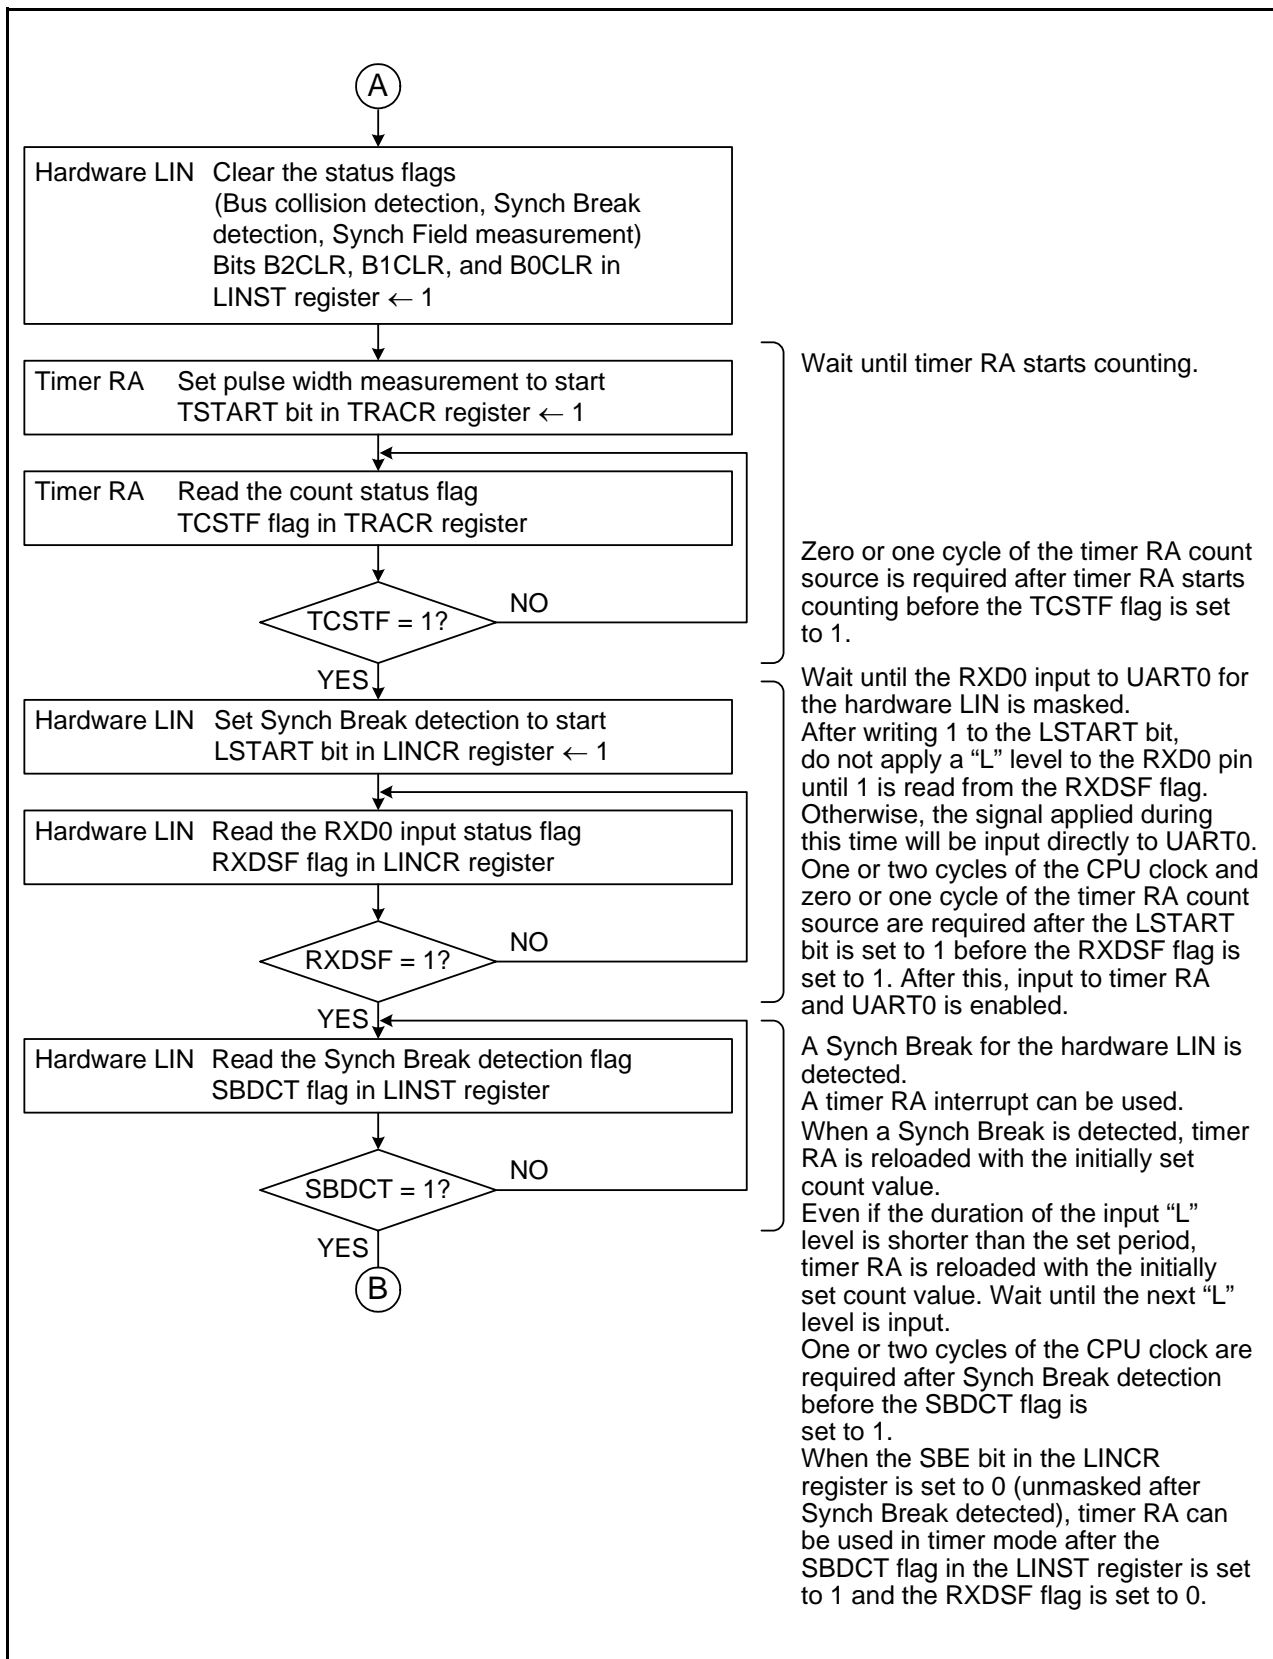 A
Hardware LIN Clear the status flags
(Bus collision detection, Synch Break
detection, Synch Field measurement)
Bits B2CLR, B1CLR, and B0CLR in
LINST register ← 1
Timer RA Set pulse width measurement to start
TSTART bit in TRACR register ← 1
Wait until timer RA starts counting.
Timer RA Read the count status flag
TCSTF flag in TRACR register
TCSTF = 1?
NO
YES
Zero or one cycle of the timer RA count
source is required after timer RA starts
counting before the TCSTF flag is set
to 1.
Hardware LIN Set Synch Break detection to start
LSTART bit in LINCR register ← 1
Hardware LIN Read the RXD0 input status flag
RXDSF flag in LINCR register
RXDSF = 1?
NO
YES
Wait until the RXD0 input to UART0 for
the hardware LIN is masked.
After writing 1 to the LSTART bit,
do not apply a “L” level to the RXD0 pin
until 1 is read from the RXDSF flag.
Otherwise, the signal applied during
this time will be input directly to UART0.
One or two cycles of the CPU clock and
zero or one cycle of the timer RA count
source are required after the LSTART
bit is set to 1 before the RXDSF flag is
set to 1. After this, input to timer RA
and UART0 is enabled.
Hardware LIN Read the Synch Break detection flag
SBDCT flag in LINST register
SBDCT = 1?
NO
YES
B
A Synch Break for the hardware LIN is
detected.
A timer RA interrupt can be used.
When a Synch Break is detected, timer
RA is reloaded with the initially set
count value.
Even if the duration of the input “L”
level is shorter than the set period,
timer RA is reloaded with the initially
set count value. Wait until the next “L”
level is input.
One or two cycles of the CPU clock are
required after Synch Break detection
before the SBDCT flag is
set to 1.
When the SBE bit in the LINCR
register is set to 0 (unmasked after
Synch Break detected), timer RA can
be used in timer mode after the
SBDCT flag in the LINST register is set
to 1 and the RXDSF flag is set to 0.